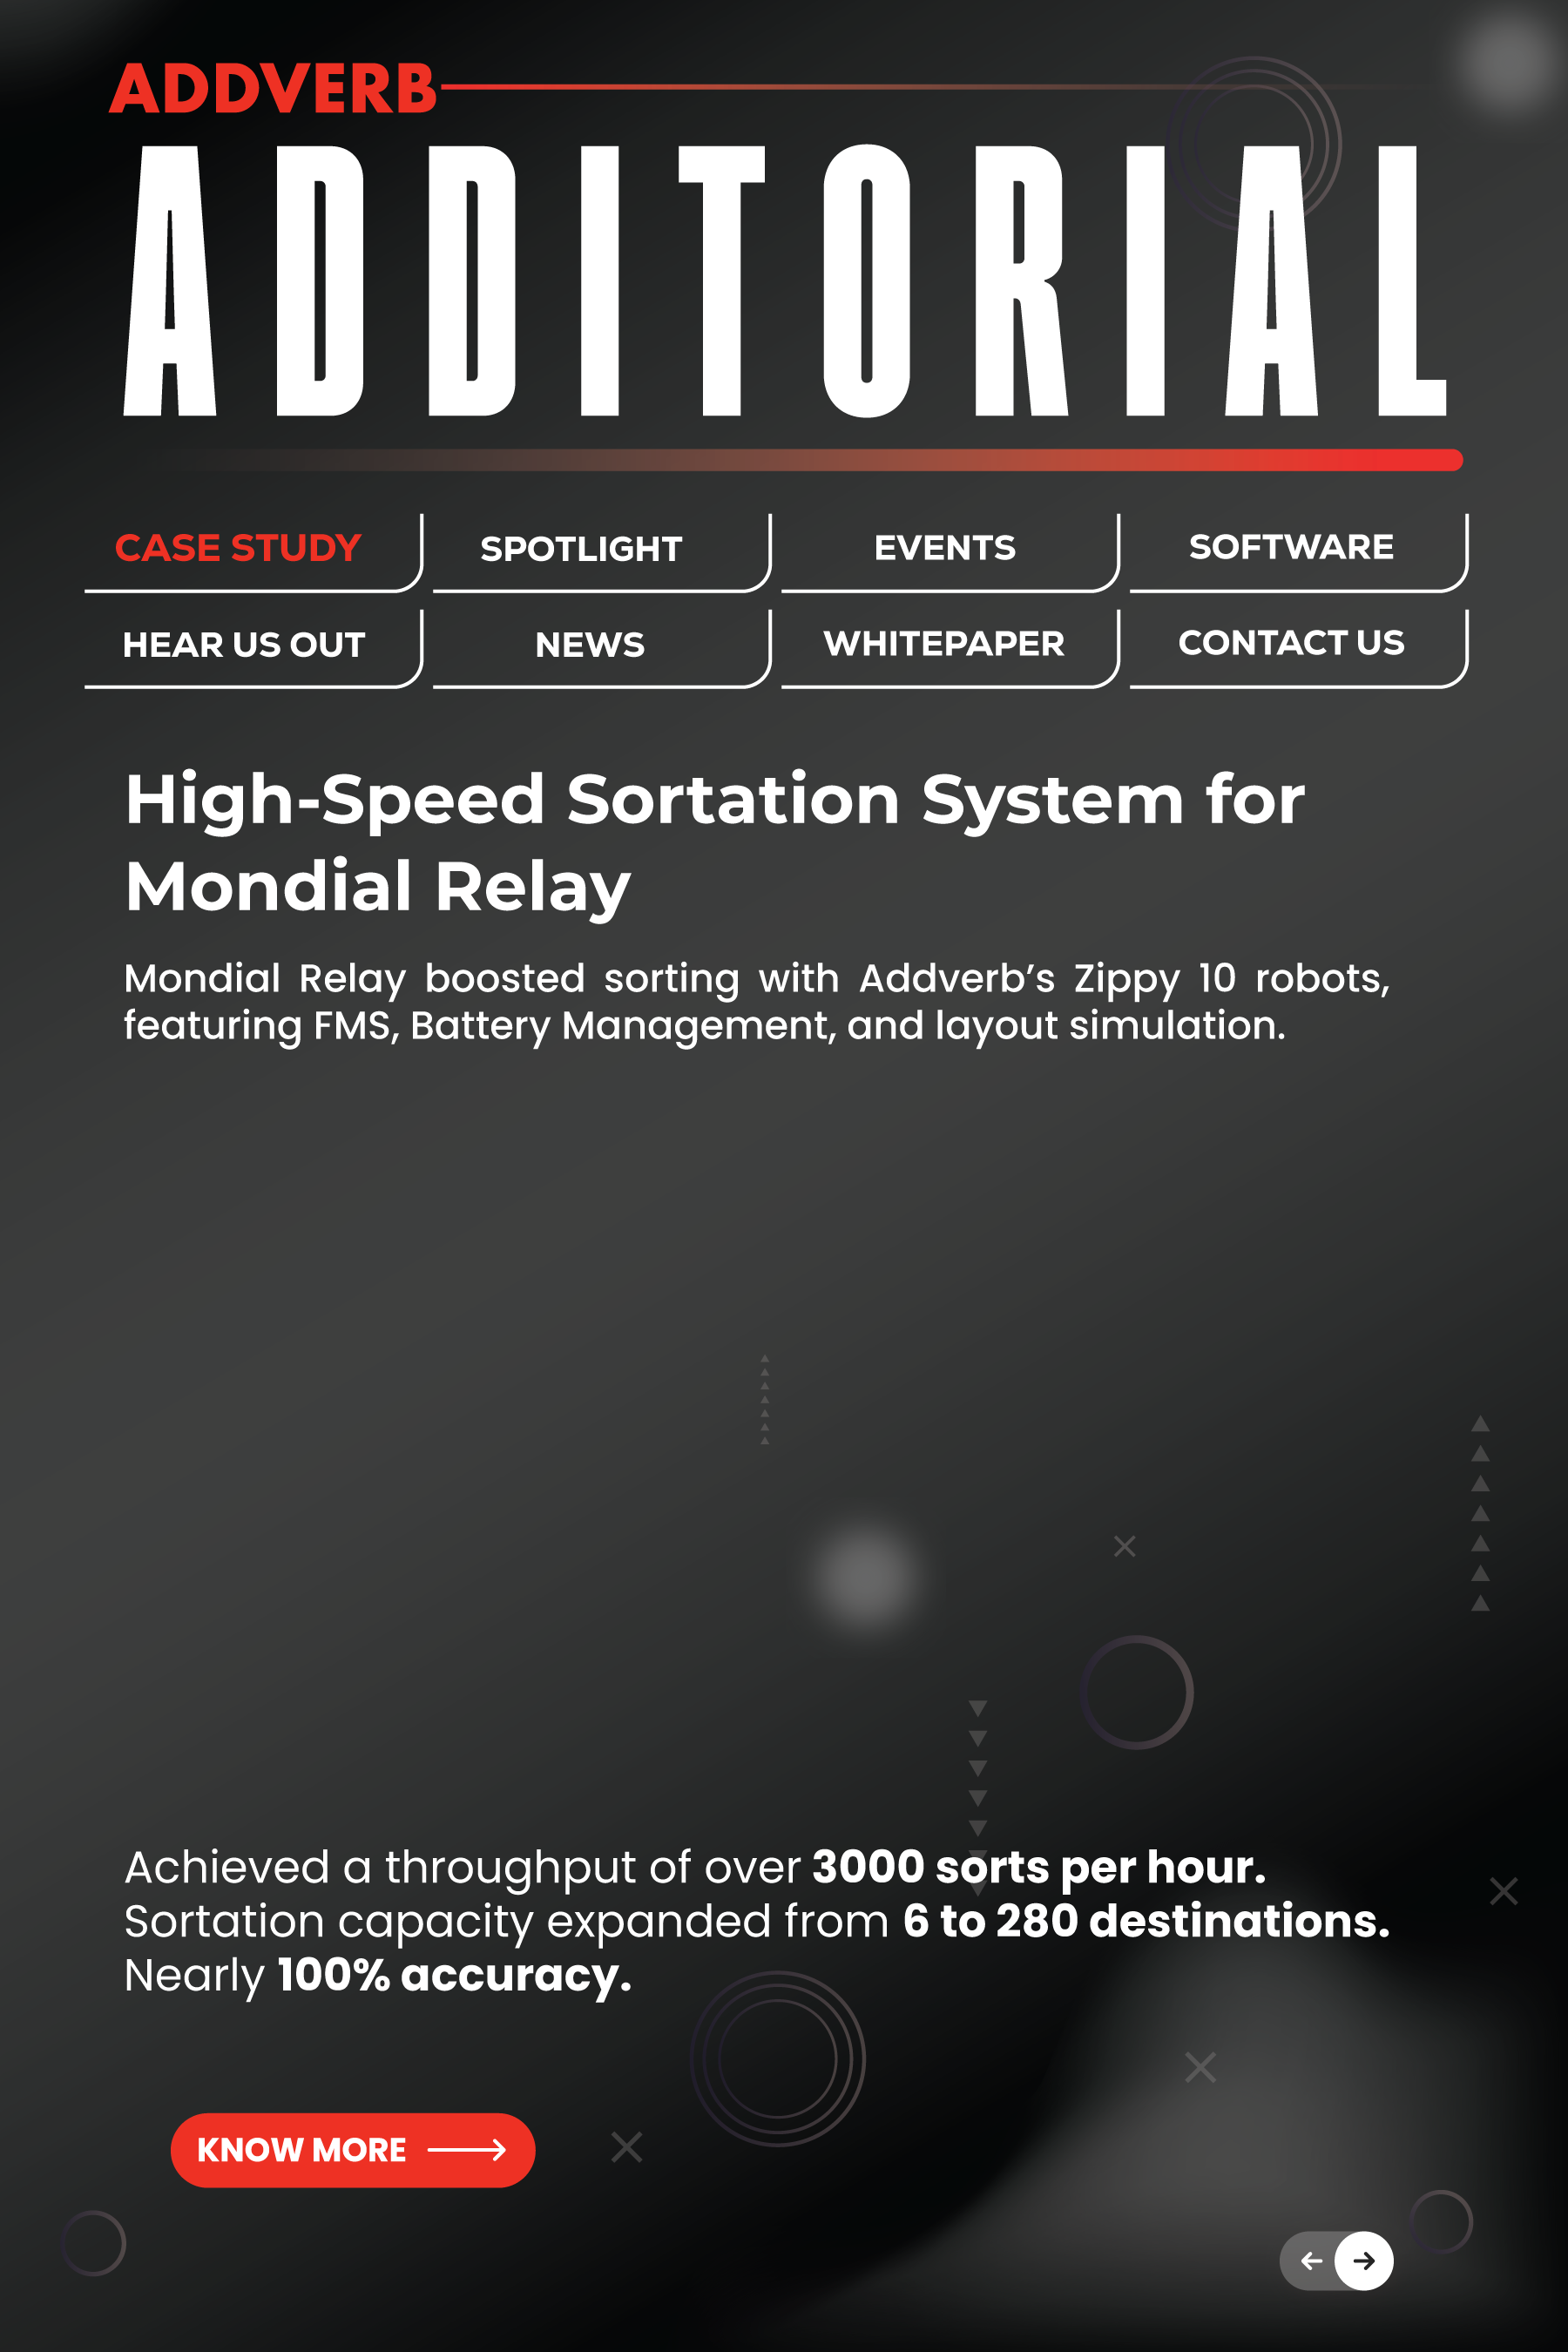 ADDVERB
ADDITORIAL
CASE STUDY
SPOTLIGHT
EVENTS
SOFTWARE
HEAR US OUT
NEWS
WHITEPAPER
CONTACT US
High-Speed Sortation System for
Mondial Relay
Mondial Relay boosted sorting with Addverb’s Zippy 10 robots,
featuring FMS, Battery Management, and layout simulation.
Achieved a throughput of over 3000 sorts per hour.
Sortation capacity expanded from 6 to 280 destinations.
Nearly 100% accuracy.
KNOW MORE